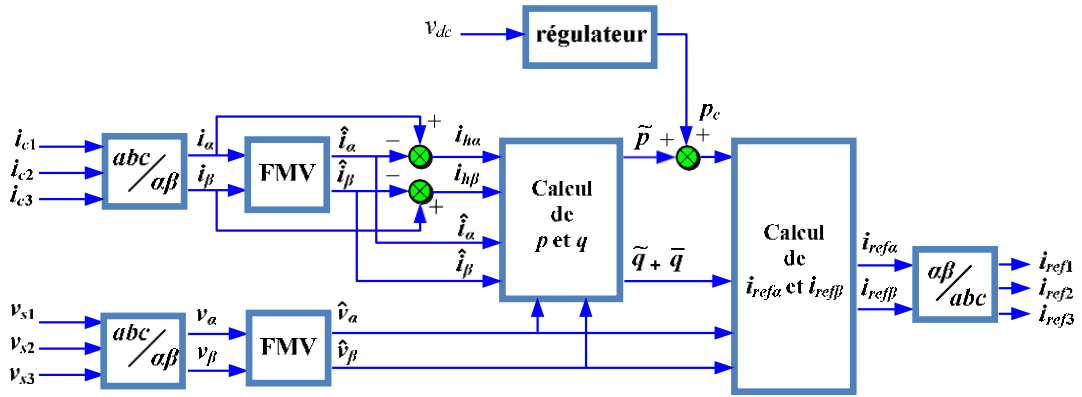 v_dc
régulateur
p_c
i_c1
i_c2
i_c3
abc/αβ
i_α
i_β
FMV
î_α
î_β
−
+
−
+
i_hα
i_hβ
î_α
î_β
Calcul
de
p et q
p̃
+
+
q̃ + q̄
Calcul
de
i_refα et i_refβ
i_refα
i_refβ
αβ/abc
i_ref1
i_ref2
i_ref3
v_s1
v_s2
v_s3
abc/αβ
v_α
v_β
FMV
v̂_α
v̂_β